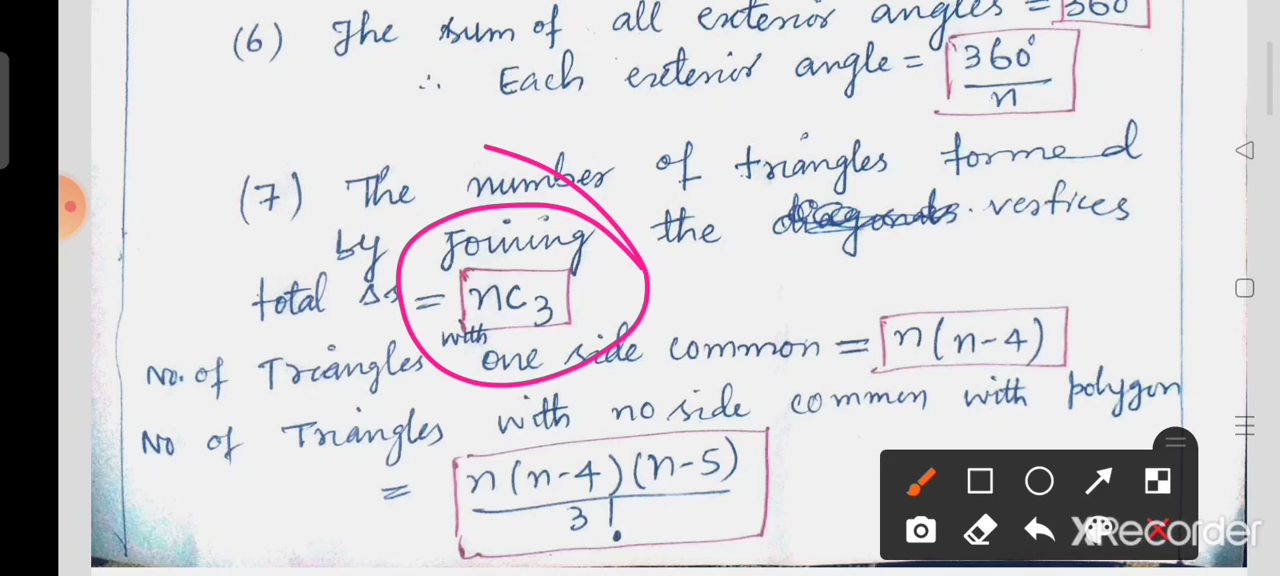 (6) The sum of all exterior angles = 360
∴ Each exterior angle = 360°/n
(7) The number of triangles formed
by Joining the vestices
total Δs = nc₃
with
No. of Triangles one side common = n(n-4)
No of Triangles with no side common with polygon
= n(n-4)(n-5)/3!
XRecorder